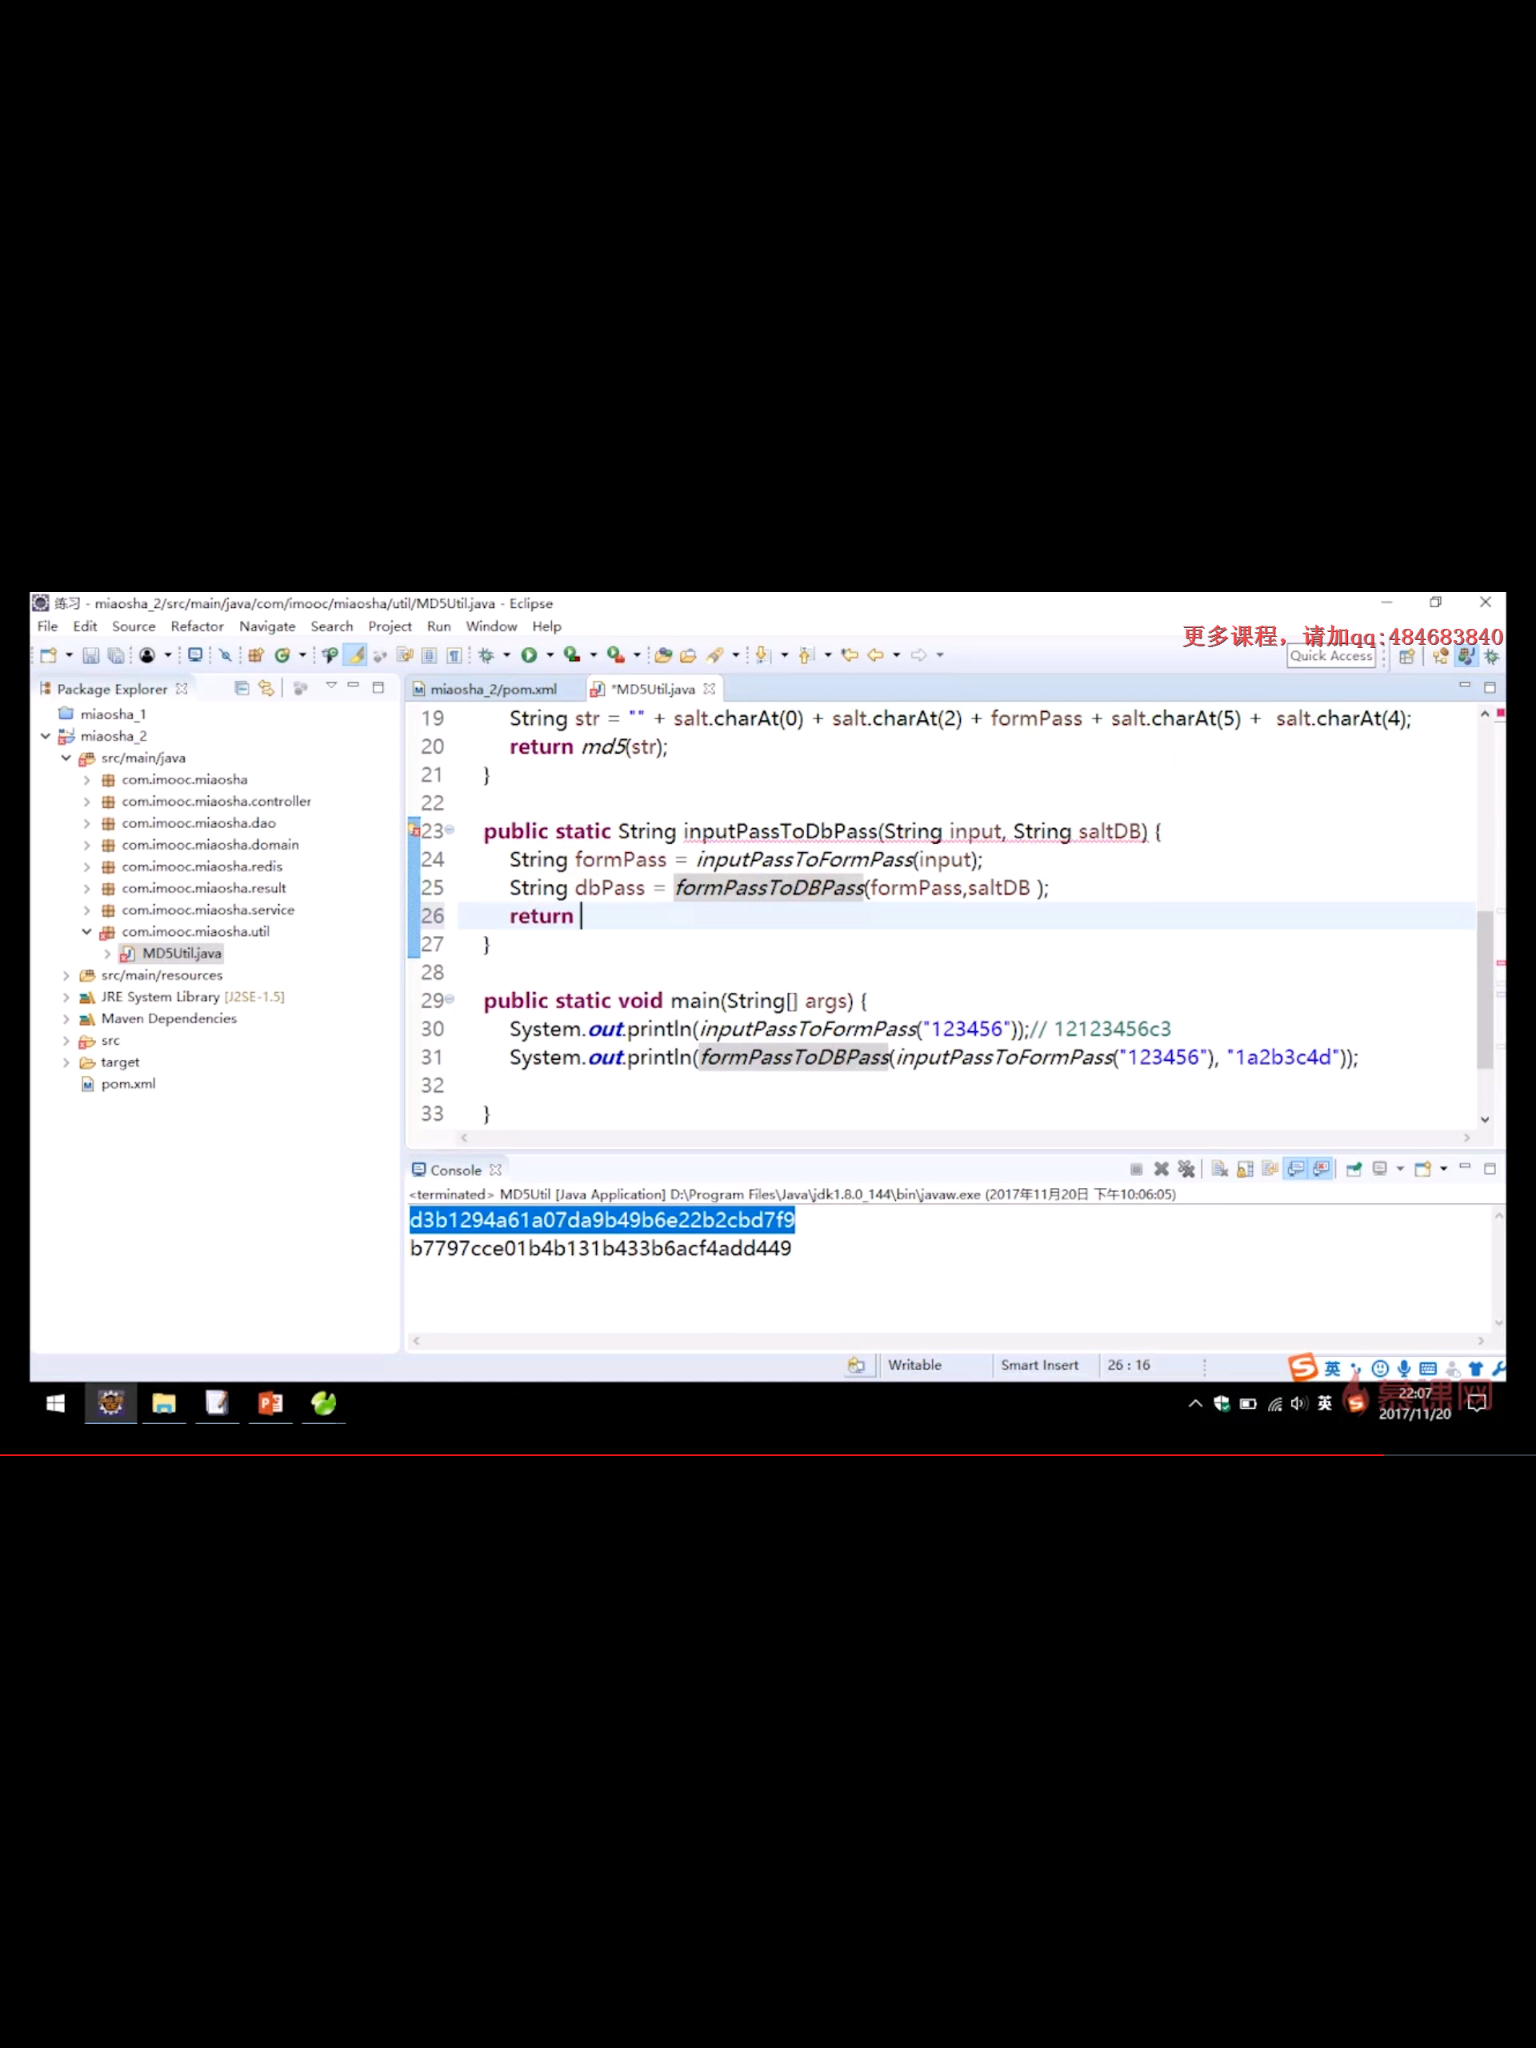 练习 - miaosha_2/src/main/java/com/imooc/miaosha/util/MD5Util.java - Eclipse
File Edit Source Refactor Navigate Search Project Run Window Help
更多课程，请加qq:484683840
Quick Access
Package Explorer
miaosha_1
miaosha_2
src/main/java
com.imooc.miaosha
com.imooc.miaosha.controller
com.imooc.miaosha.dao
com.imooc.miaosha.domain
com.imooc.miaosha.redis
com.imooc.miaosha.result
com.imooc.miaosha.service
com.imooc.miaosha.util
MD5Util.java
src/main/resources
JRE System Library [J2SE-1.5]
Maven Dependencies
src
target
pom.xml
miaosha_2/pom.xml *MD5Util.java
19 String str = "" + salt.charAt(0) + salt.charAt(2) + formPass + salt.charAt(5) + salt.charAt(4);
20 return md5(str);
21 }
22
23 public static String inputPassToDbPass(String input, String saltDB) {
24 String formPass = inputPassToFormPass(input);
25 String dbPass = formPassToDBPass(formPass,saltDB );
26 return
27 }
28
29 public static void main(String[] args) {
30 System.out.println(inputPassToFormPass("123456"));// 12123456c3
31 System.out.println(formPassToDBPass(inputPassToFormPass("123456"), "1a2b3c4d"));
32
33 }
Console
<terminated> MD5Util [Java Application] D:\Program Files\Java\jdk1.8.0_144\bin\javaw.exe (2017年11月20日 下午10:06:05)
d3b1294a61a07da9b49b6e22b2cbd7f9
b7797cce01b4b131b433b6acf4add449
Writable Smart Insert 26 : 16
英
英
慕课网
22:07
2017/11/20